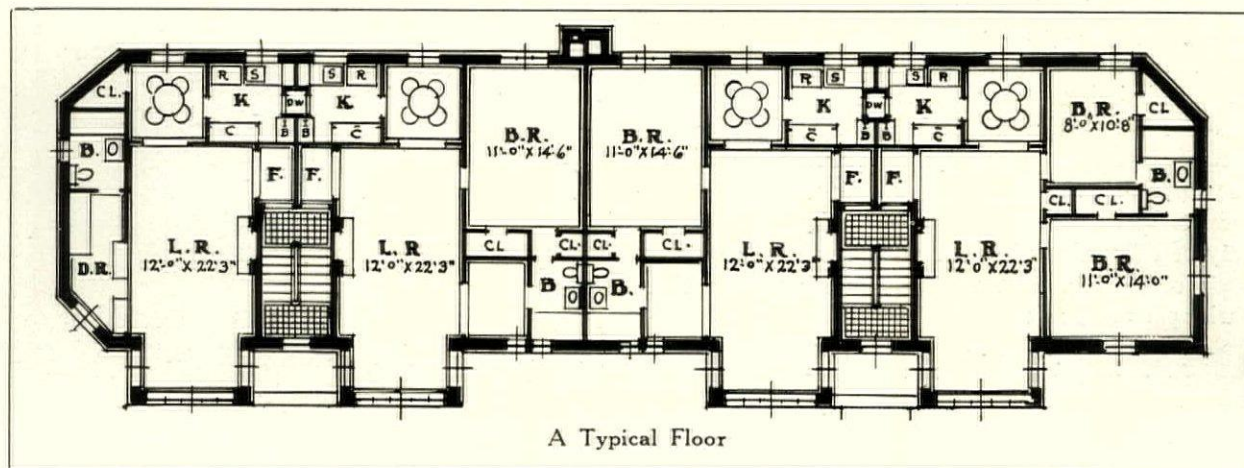 R S S R R S S R
CL. K DW K. K DW K B.R.
8'-0"X10'-8" CL
C B B C C B B C
B.R. B.R.
11'-0"X14'-6" 11'-0"X14'-6"
B. F. F. F. F. B.
CL. CL.
L.R. L.R L.R. L.R.
12'-0"X22'3" 12'0"X22'3" 12'-0"X22'3" 12'0"X22'3"
CL CL. CL. CL.
D.R. B B. B.R.
11'-0"X14'-0"
A Typical Floor